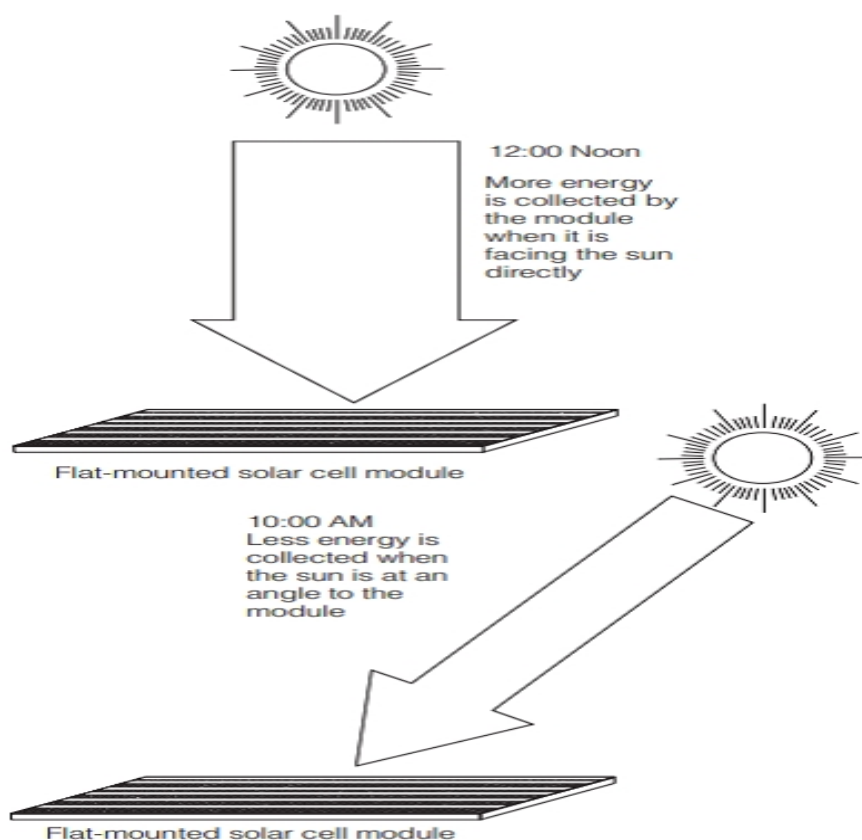 12:00 Noon
More energy
is collected by
the module
when it is
facing the sun
directly
Flat-mounted solar cell module
10:00 AM
Less energy is
collected when
the sun is at an
angle to the
module
Flat-mounted solar cell module